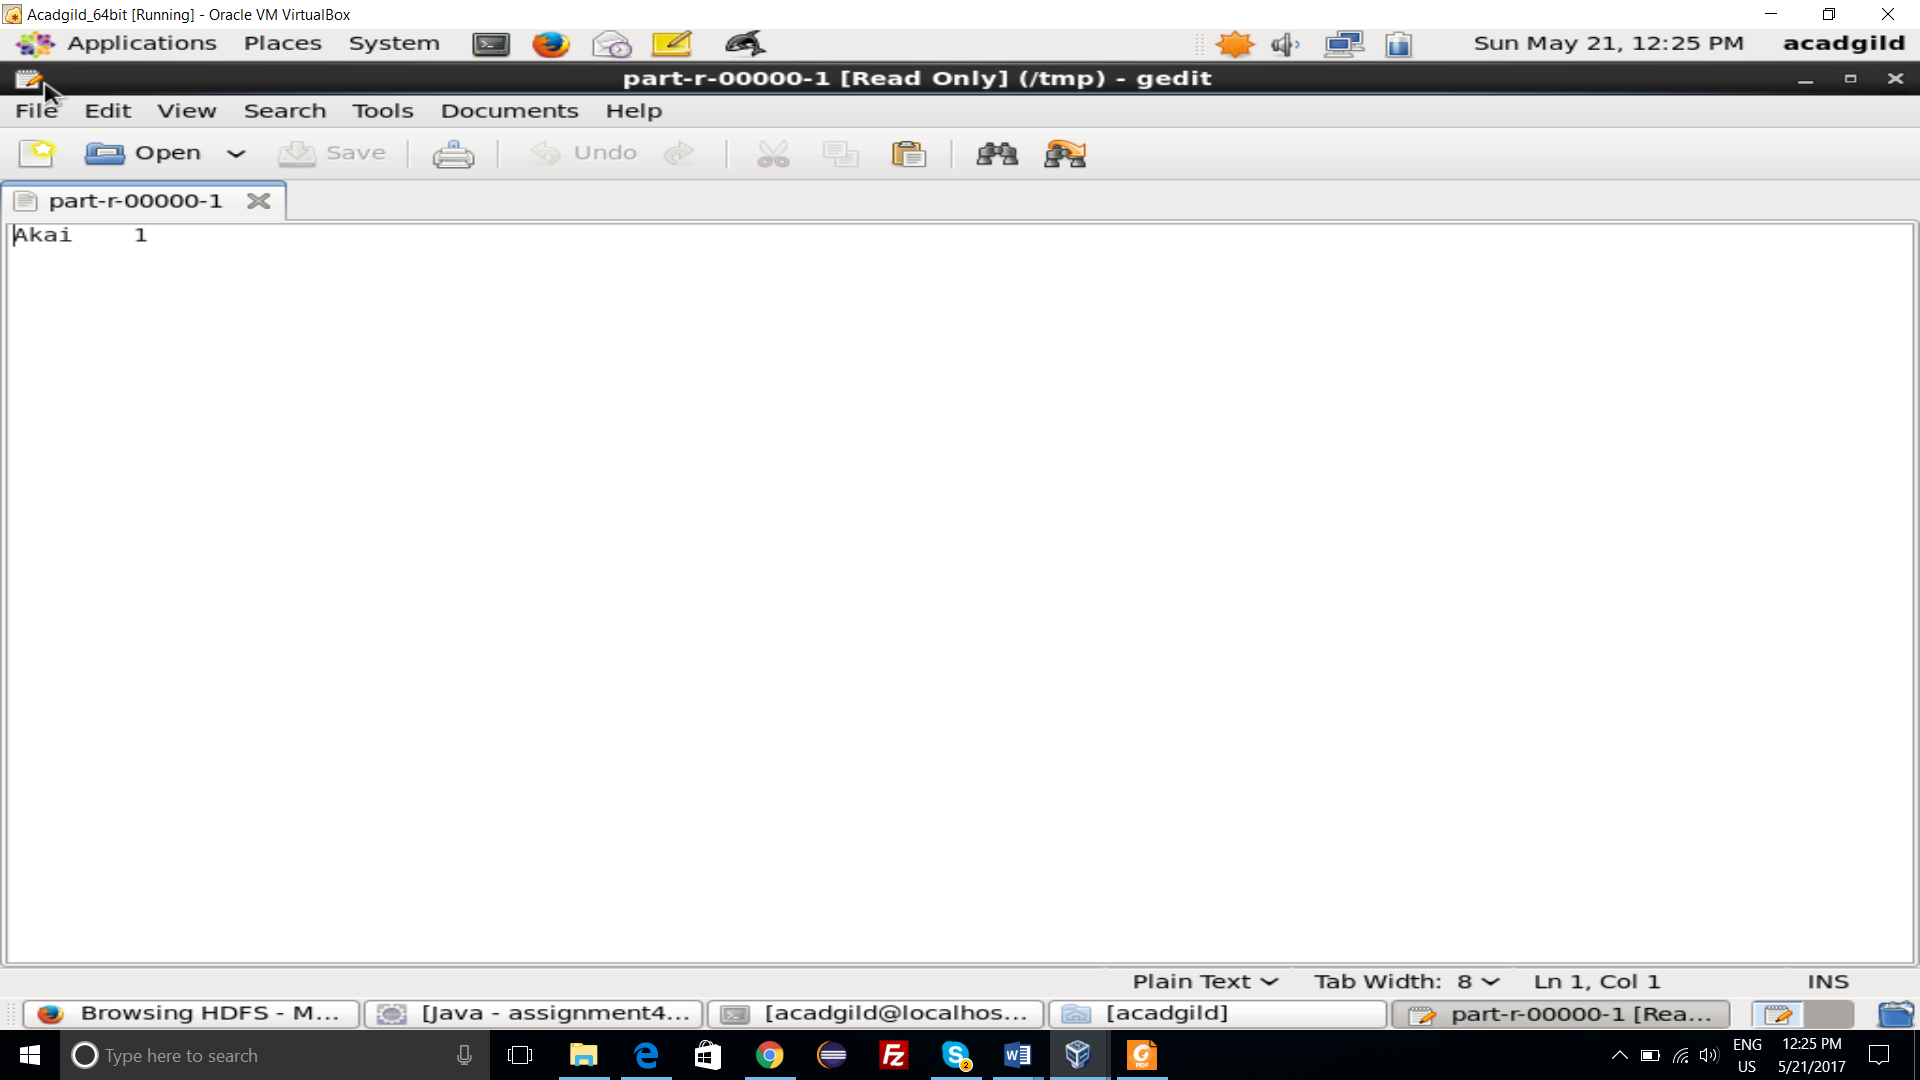 Acadgild_64bit [Running] - Oracle VM VirtualBox
Applications Places System Sun May 21, 12:25 PM acadgild
part-r-00000-1 [Read Only] (/tmp) - gedit
File Edit View Search Tools Documents Help
Open Save Undo
part-r-00000-1
Akai 1
Plain Text Tab Width: 8 Ln 1, Col 1 INS
Browsing HDFS - M... [Java - assignment4... [acadgild@localhos... [acadgild] part-r-00000-1 [Rea...
Type here to search ENG 12:25 PM
US 5/21/2017